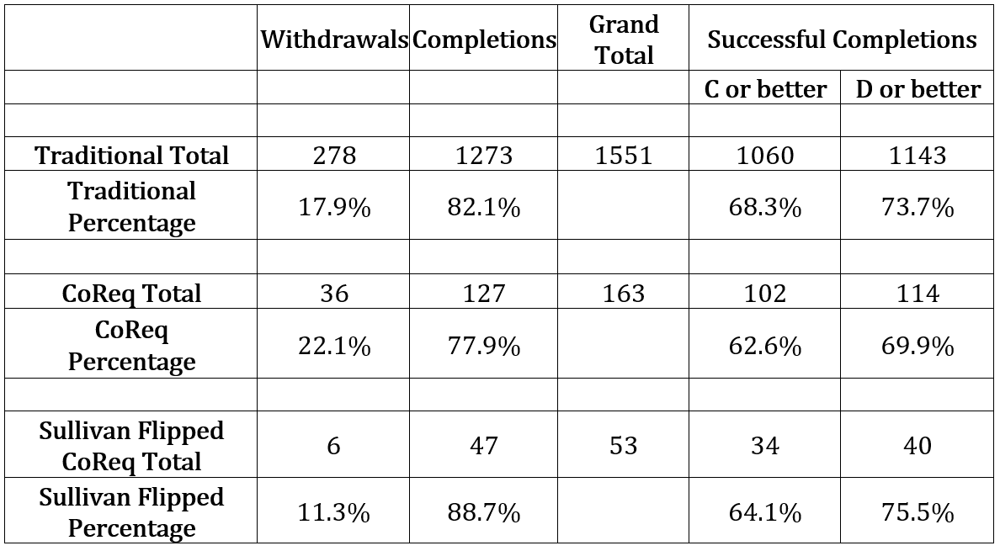 Withdrawals Completions Grand Total Successful Completions
C or better D or better
Traditional Total 278 1273 1551 1060 1143
Traditional Percentage 17.9% 82.1% 68.3% 73.7%
CoReq Total 36 127 163 102 114
CoReq Percentage 22.1% 77.9% 62.6% 69.9%
Sullivan Flipped CoReq Total 6 47 53 34 40
Sullivan Flipped Percentage 11.3% 88.7% 64.1% 75.5%